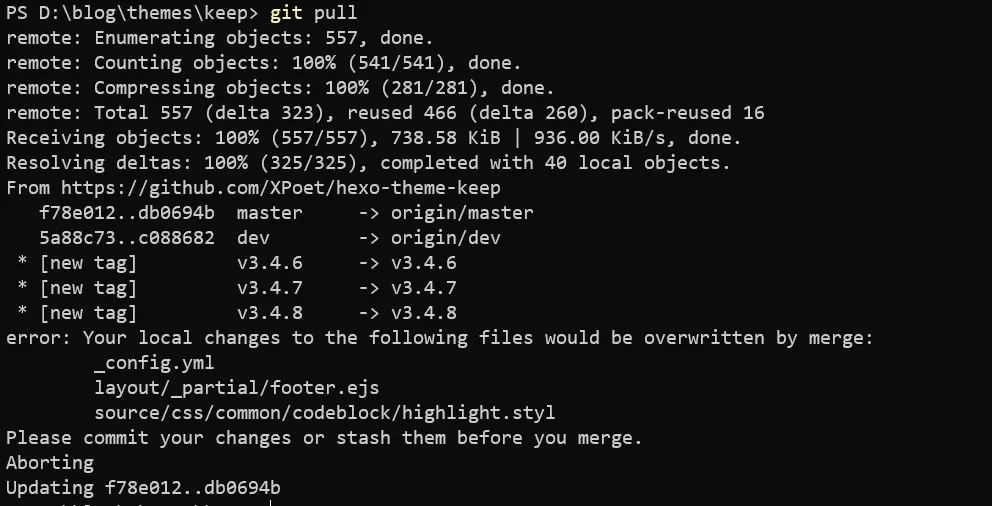 PS D:\blog\themes\keep> git pull
remote: Enumerating objects: 557, done.
remote: Counting objects: 100% (541/541), done.
remote: Compressing objects: 100% (281/281), done.
remote: Total 557 (delta 323), reused 466 (delta 260), pack-reused 16
Receiving objects: 100% (557/557), 738.58 KiB | 936.00 KiB/s, done.
Resolving deltas: 100% (325/325), completed with 40 local objects.
From https://github.com/XPoet/hexo-theme-keep
   f78e012..db0694b  master     -> origin/master
   5a88c73..c088682  dev        -> origin/dev
 * [new tag]         v3.4.6     -> v3.4.6
 * [new tag]         v3.4.7     -> v3.4.7
 * [new tag]         v3.4.8     -> v3.4.8
error: Your local changes to the following files would be overwritten by merge:
        _config.yml
        layout/_partial/footer.ejs
        source/css/common/codeblock/highlight.styl
Please commit your changes or stash them before you merge.
Aborting
Updating f78e012..db0694b